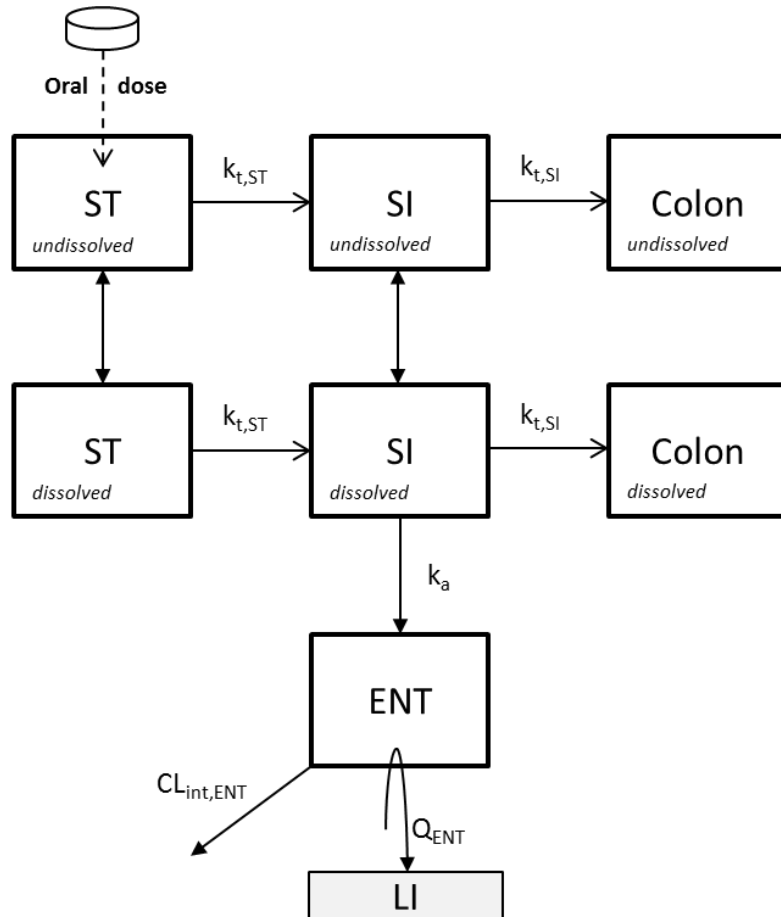 Oral dose
k_t,ST
k_t,SI
ST
SI
Colon
undissolved
undissolved
undissolved
k_t,ST
k_t,SI
ST
SI
Colon
dissolved
dissolved
dissolved
k_a
ENT
CL_int,ENT
Q_ENT
LI